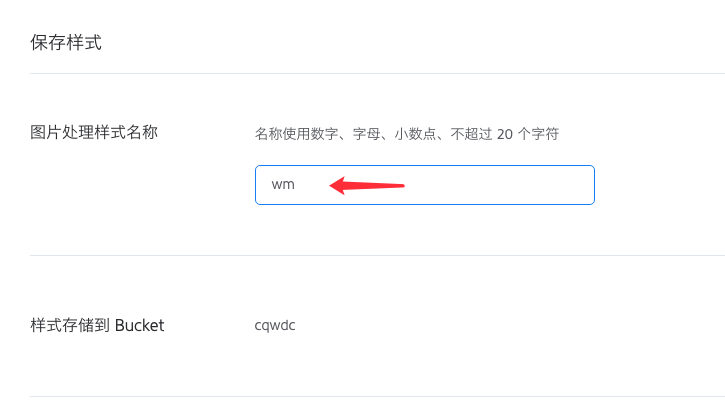 保存样式
图片处理样式名称
名称使用数字、字母、小数点、不超过 20 个字符
wm
样式存储到 Bucket
cqwdc